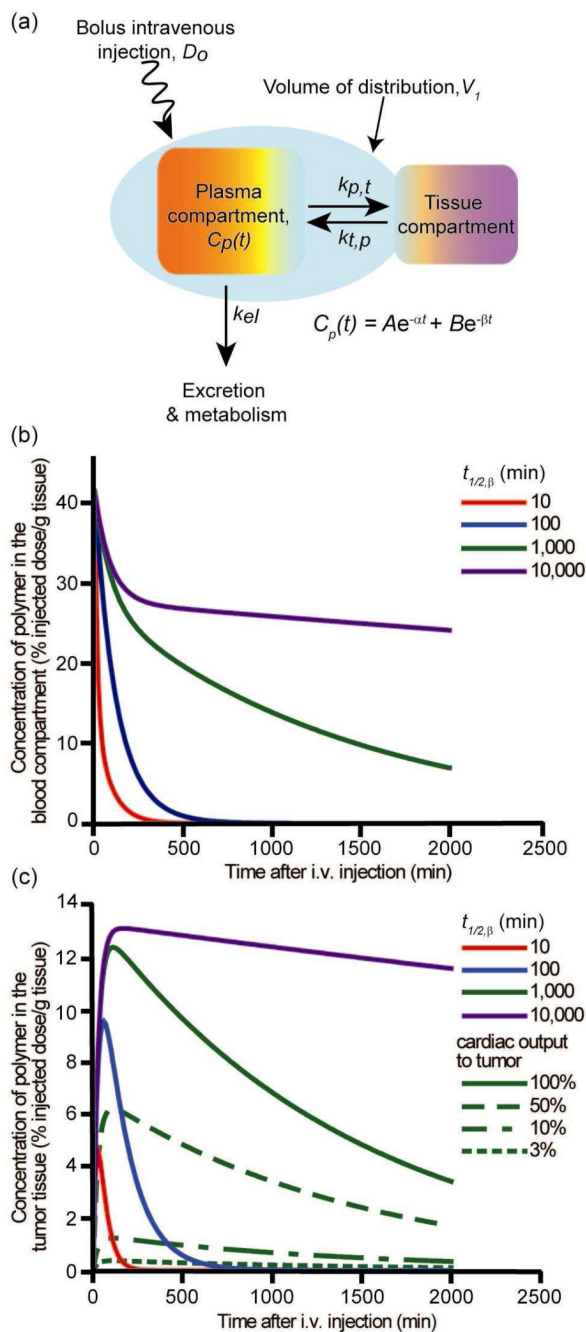 (a)
Bolus intravenous
injection, Do
Volume of distribution, V1
Plasma
compartment,
Cp(t)
kp,t
kt,p
Tissue
compartment
kel
Cp(t) = Ae-αt + Be-βt
Excretion
& metabolism
(b)
Concentration of polymer in the
blood compartment (% injected dose/g tissue)
40
30
20
10
0
t1/2,β (min)
10
100
1,000
10,000
0 500 1000 1500 2000 2500
Time after i.v. injection (min)
(c)
Concentration of polymer in the
tumor tissue (% injected dose/g tissue)
14
12
10
8
6
4
2
0
t1/2,β (min)
10
100
1,000
10,000
cardiac output
to tumor
100%
50%
10%
3%
0 500 1000 1500 2000 2500
Time after i.v. injection (min)